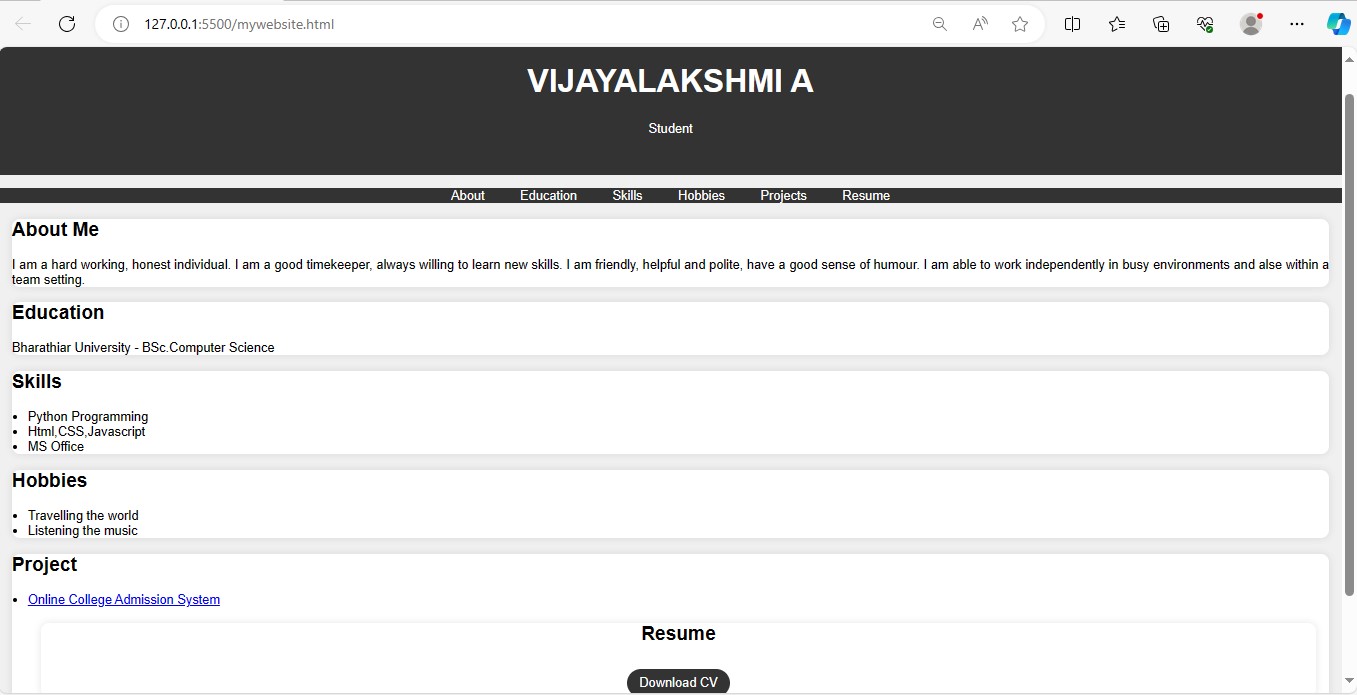 127.0.0.1:5500/mywebsite.html
VIJAYALAKSHMI A
Student
About Education Skills Hobbies Projects Resume
About Me
I am a hard working, honest individual. I am a good timekeeper, always willing to learn new skills. I am friendly, helpful and polite, have a good sense of humour. I am able to work independently in busy environments and alse within a
team setting.
Education
Bharathiar University - BSc.Computer Science
Skills
• Python Programming
• Html,CSS,Javascript
• MS Office
Hobbies
• Travelling the world
• Listening the music
Project
• Online College Admission System
Resume
Download CV